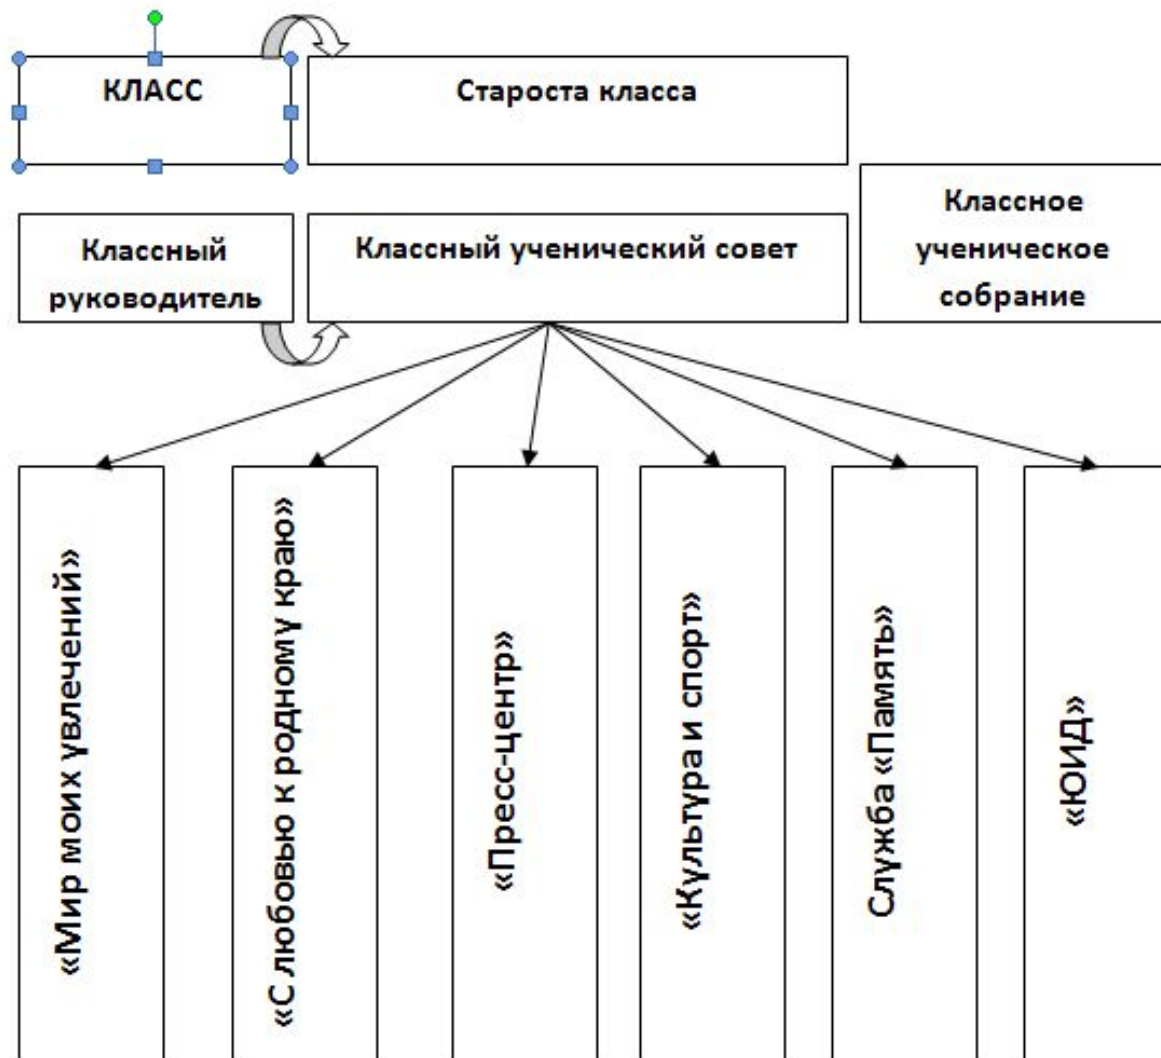 КЛАСС
Староста класса
Классный
руководитель
Классный ученический совет
Классное
ученическое
собрание
«Мир моих увлечений»
«С любовью к родному краю»
«Пресс-центр»
«Культура и спорт»
Служба «Память»
«ЮИД»